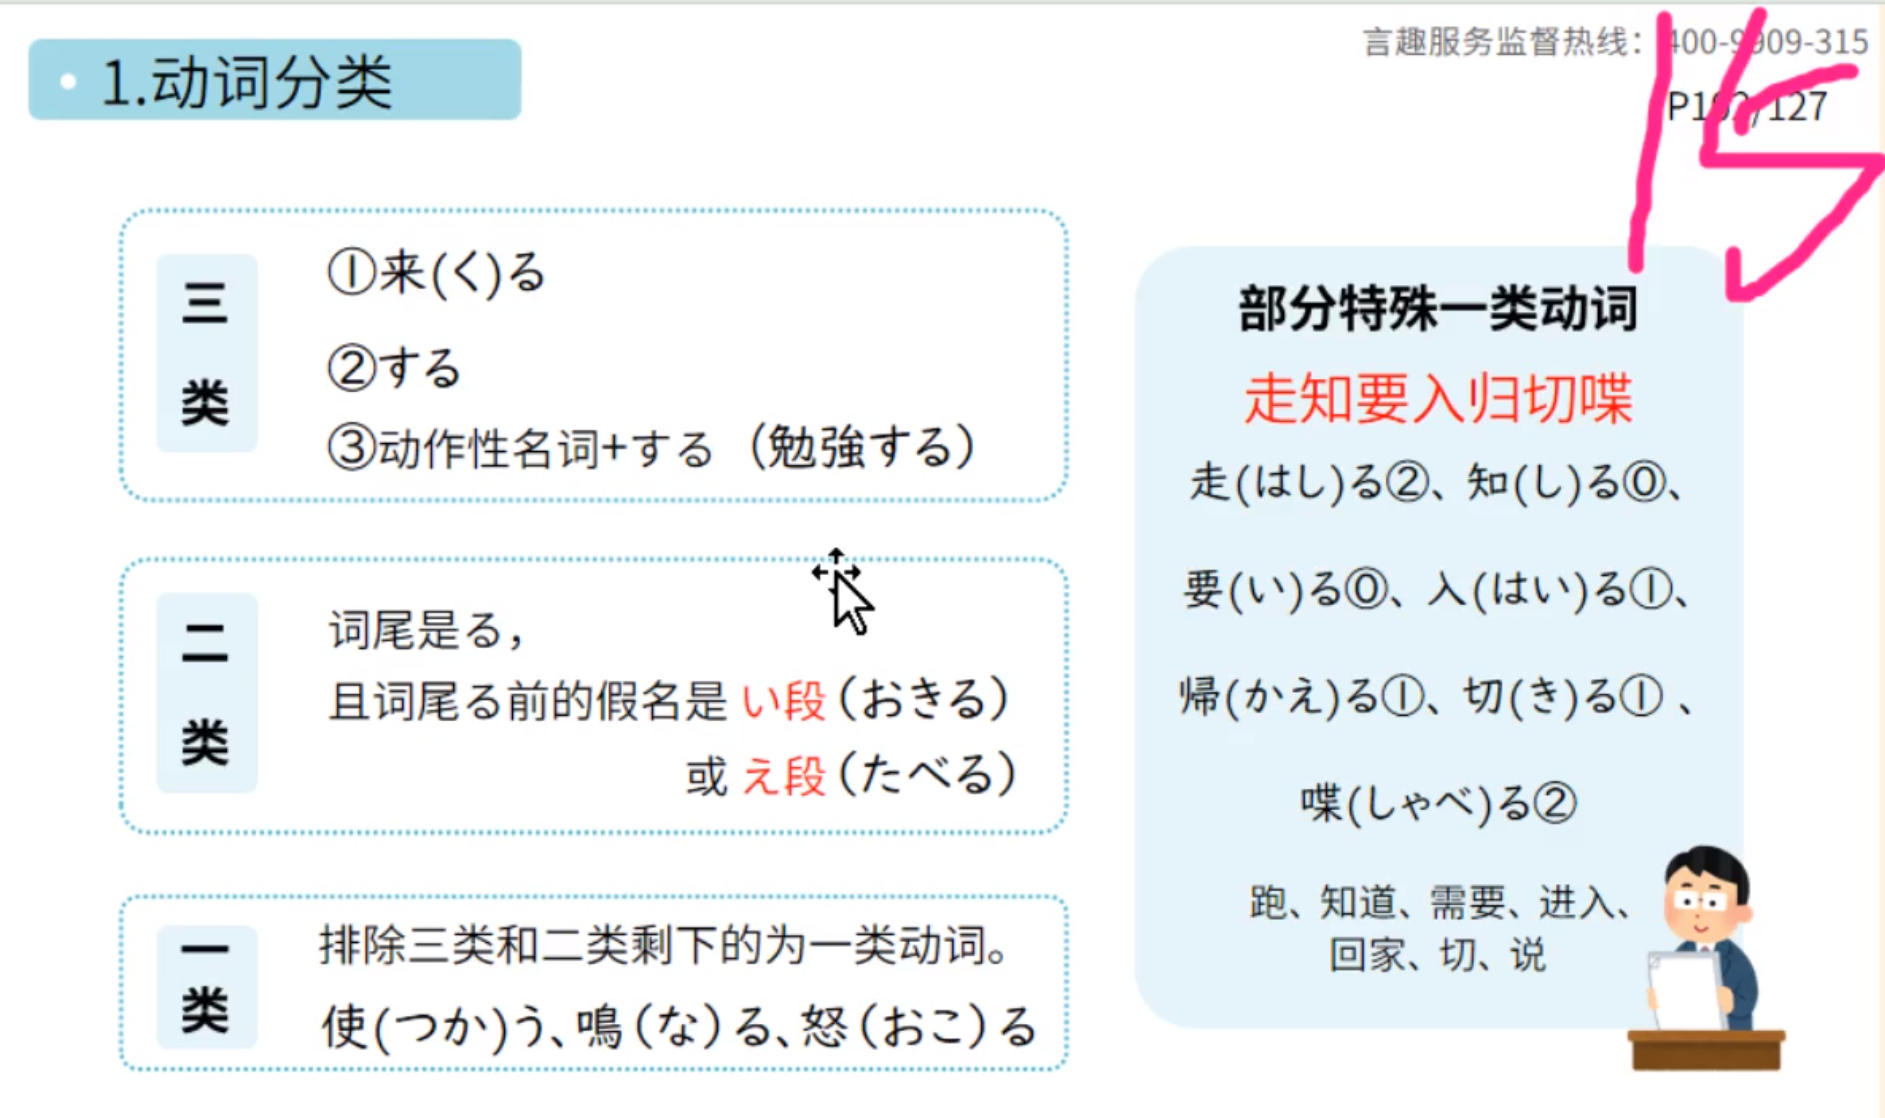 言趣服务监督热线：400-9909-315
1.动词分类
/127
三类
①来(く)る
②する
③动作性名词+する（勉強する）
二类
词尾是る，
且词尾る前的假名是 い段（おきる）
或 え段（たべる）
一类
排除三类和二类剩下的为一类动词。
使(つか)う、鳴（な）る、怒（おこ）る
部分特殊一类动词
走知要入归切喋
走(はし)る②、知(し)る⓪、
要(い)る⓪、入(はい)る①、
帰(かえ)る①、切(き)る① 、
喋(しゃべ)る②
跑、知道、需要、进入、
回家、切、说
15